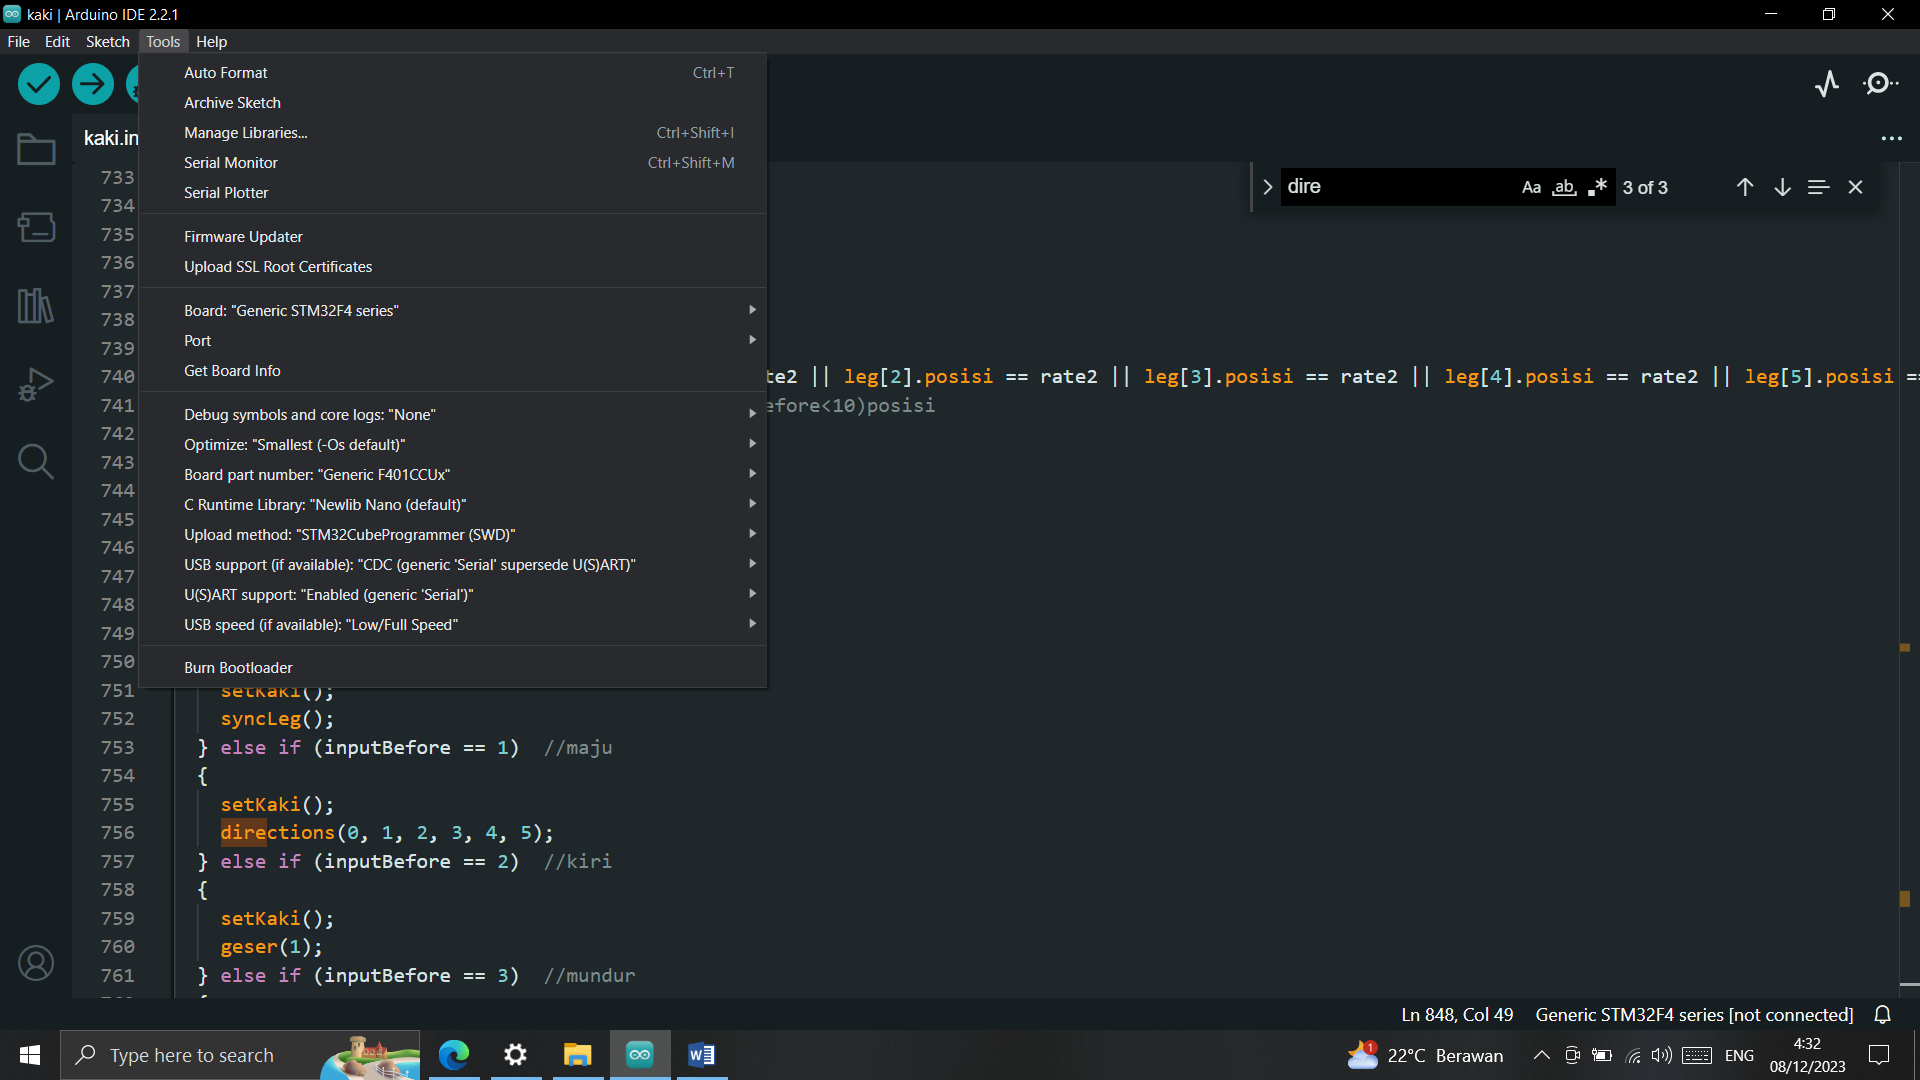 kaki | Arduino IDE 2.2.1
File Edit Sketch Tools Help
Auto Format Ctrl+T
Archive Sketch
Manage Libraries... Ctrl+Shift+I
Serial Monitor Ctrl+Shift+M
Serial Plotter
Firmware Updater
Upload SSL Root Certificates
Board: "Generic STM32F4 series"
Port
Get Board Info
Debug symbols and core logs: "None"
Optimize: "Smallest (-Os default)"
Board part number: "Generic F401CCUx"
C Runtime Library: "Newlib Nano (default)"
Upload method: "STM32CubeProgrammer (SWD)"
USB support (if available): "CDC (generic 'Serial' supersede U(S)ART)"
U(S)ART support: "Enabled (generic 'Serial')"
USB speed (if available): "Low/Full Speed"
Burn Bootloader
kaki.in
dire Aa ab 3 of 3
733
734
735
736
737
738
739
740 te2 || leg[2].posisi == rate2 || leg[3].posisi == rate2 || leg[4].posisi == rate2 || leg[5].posisi ==
741 efore<10)posisi
742
743
744
745
746
747
748
749
750
751 setKaki();
752 syncLeg();
753 } else if (inputBefore == 1) //maju
754 {
755 setKaki();
756 directions(0, 1, 2, 3, 4, 5);
757 } else if (inputBefore == 2) //kiri
758 {
759 setKaki();
760 geser(1);
761 } else if (inputBefore == 3) //mundur
Ln 848, Col 49 Generic STM32F4 series [not connected]
Type here to search
1
22°C Berawan
ENG
4:32
08/12/2023